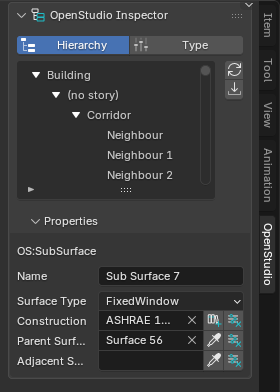 OpenStudio Inspector
Hierarchy Type
Building
(no story)
Corridor
Neighbour
Neighbour 1
Neighbour 2
Properties
OS:SubSurface
Name Sub Surface 7
Surface Type FixedWindow
Construction ASHRAE 1...
Parent Surf... Surface 56
Adjacent S...
Item
Tool
View
Animation
OpenStudio